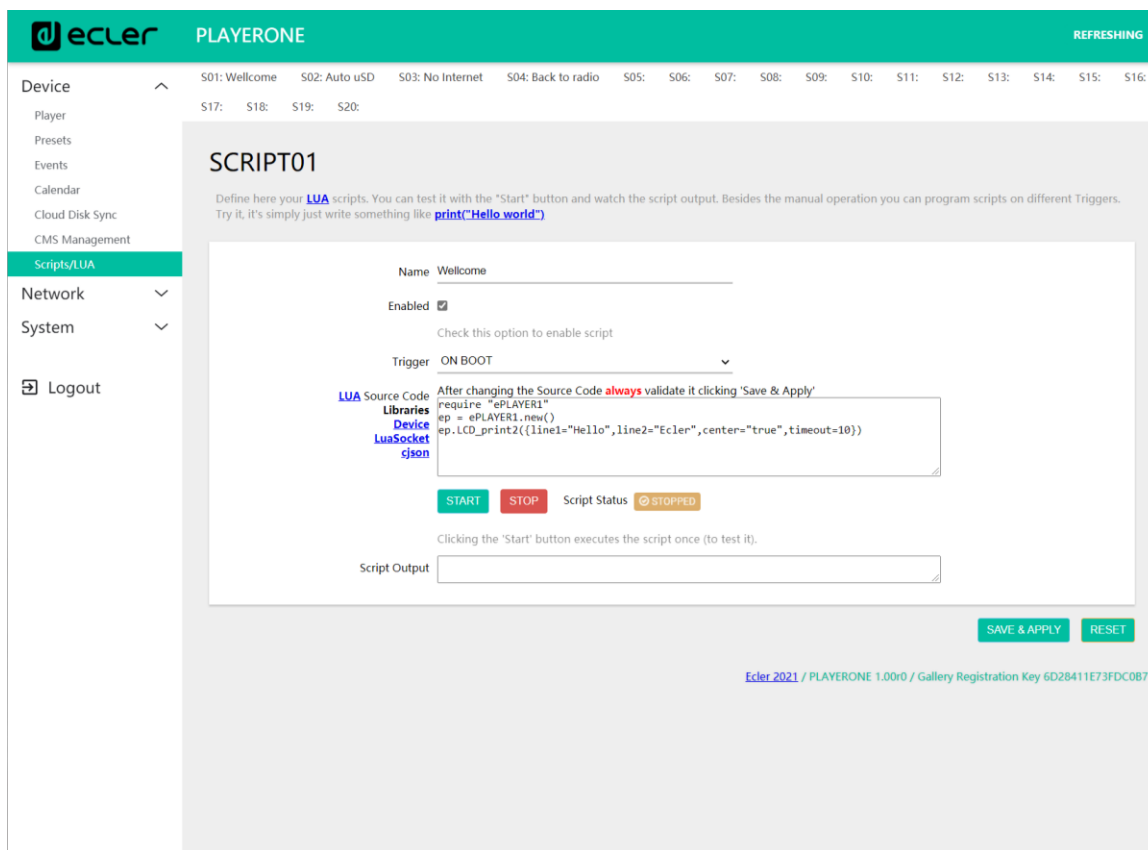 ecler
PLAYERONE
REFRESHING
Device
Player
Presets
Events
Calendar
Cloud Disk Sync
CMS Management
Scripts/LUA
Network
System
Logout
S01: Wellcome S02: Auto uSD S03: No Internet S04: Back to radio S05: S06: S07: S08: S09: S10: S11: S12: S13: S14: S15: S16:
S17: S18: S19: S20:
SCRIPT01
Define here your LUA scripts. You can test it with the "Start" button and watch the script output. Besides the manual operation you can program scripts on different Triggers.
Try it, it's simply just write something like print("Hello world")
Name Wellcome
Enabled
Check this option to enable script
Trigger ON BOOT
After changing the Source Code always validate it clicking 'Save & Apply'
LUA Source Code
Libraries
Device
LuaSocket
cjson
require "ePLAYER1"
ep = ePLAYER1.new()
ep.LCD_print2({line1="Hello",line2="Ecler",center="true",timeout=10})
START STOP Script Status STOPPED
Clicking the 'Start' button executes the script once (to test it).
Script Output
SAVE & APPLY RESET
Ecler 2021 / PLAYERONE 1.00r0 / Gallery Registration Key 6D28411E73FDC0B7